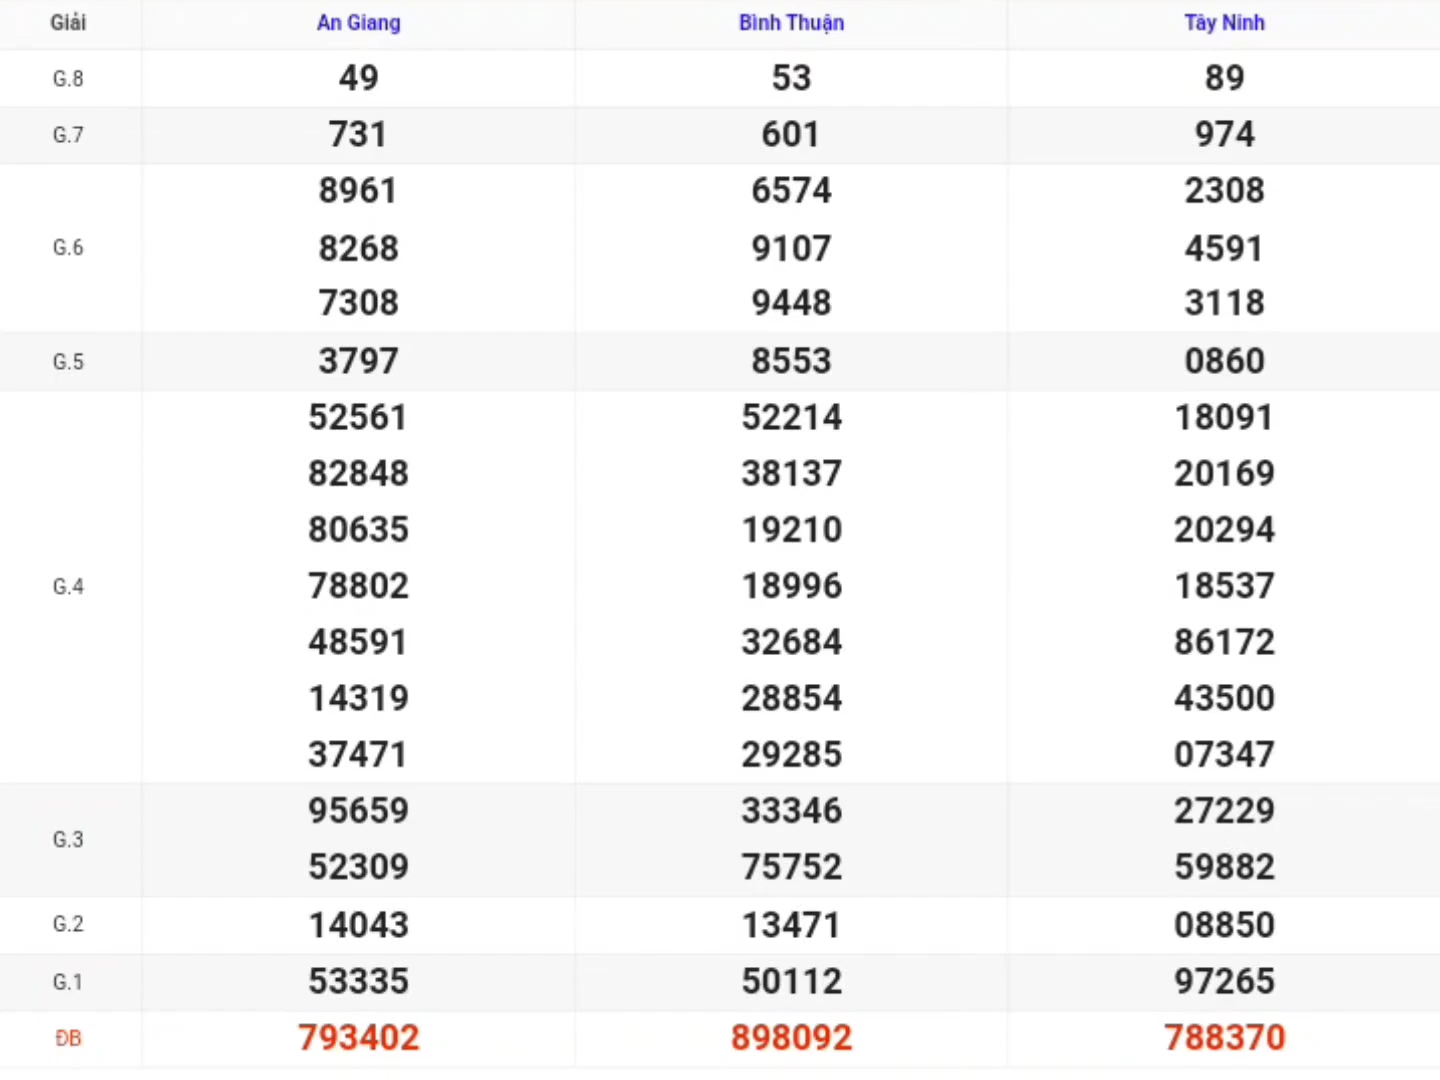 Giải An Giang Bình Thuận Tây Ninh
G.8 49 53 89
G.7 731 601 974
8961 6574 2308
G.6 8268 9107 4591
7308 9448 3118
G.5 3797 8553 0860
52561 52214 18091
82848 38137 20169
80635 19210 20294
G.4 78802 18996 18537
48591 32684 86172
14319 28854 43500
37471 29285 07347
95659 33346 27229
G.3
52309 75752 59882
G.2 14043 13471 08850
G.1 53335 50112 97265
ĐB 793402 898092 788370